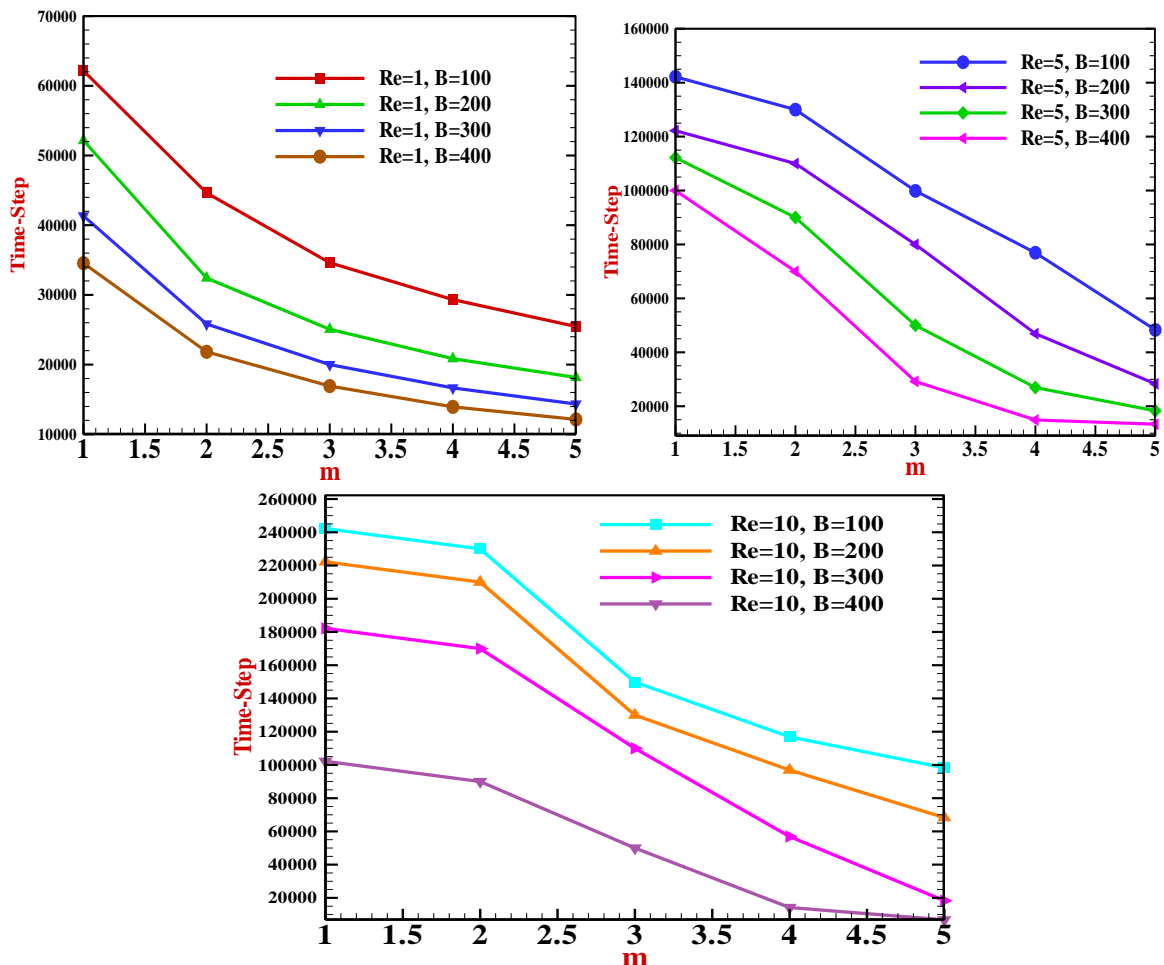 70000
60000
50000
40000
30000
20000
10000
Time-Step
Re=1, B=100
Re=1, B=200
Re=1, B=300
Re=1, B=400
1 1.5 2 2.5 3 3.5 4 4.5 5
m
160000
140000
120000
100000
80000
60000
40000
20000
Time-Step
Re=5, B=100
Re=5, B=200
Re=5, B=300
Re=5, B=400
1 1.5 2 2.5 3 3.5 4 4.5 5
m
260000
240000
220000
200000
180000
160000
140000
120000
100000
80000
60000
40000
20000
Time-Step
Re=10, B=100
Re=10, B=200
Re=10, B=300
Re=10, B=400
1 1.5 2 2.5 3 3.5 4 4.5 5
m